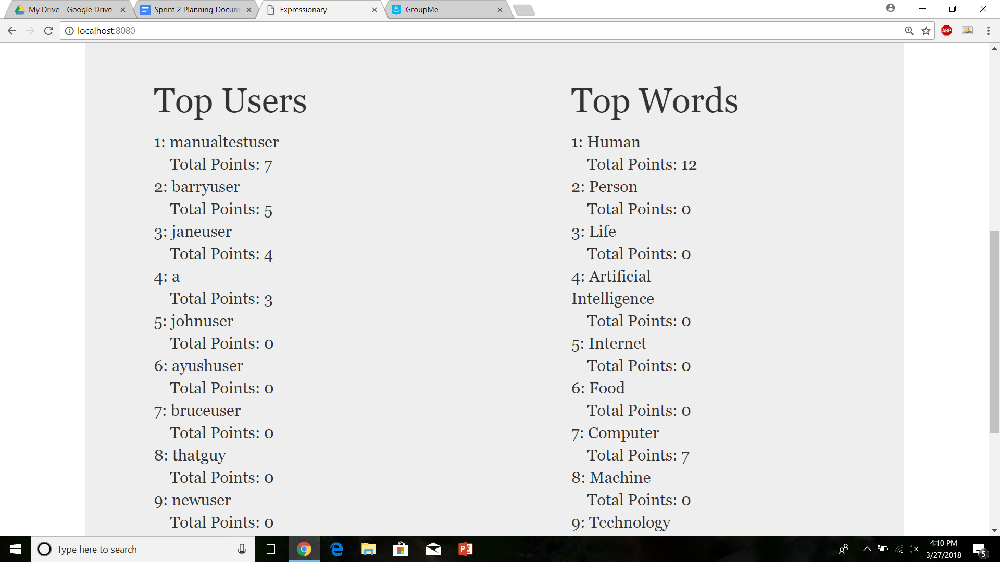 My Drive - Google Drive
Sprint 2 Planning Docum
Expressionary
GroupMe
localhost:8080
ABP
Top Users
1: manualtestuser
Total Points: 7
2: barryuser
Total Points: 5
3: janeuser
Total Points: 4
4: a
Total Points: 3
5: johnuser
Total Points: 0
6: ayushuser
Total Points: 0
7: bruceuser
Total Points: 0
8: thatguy
Total Points: 0
9: newuser
Total Points: 0
Top Words
1: Human
Total Points: 12
2: Person
Total Points: 0
3: Life
Total Points: 0
4: Artificial
Intelligence
Total Points: 0
5: Internet
Total Points: 0
6: Food
Total Points: 0
7: Computer
Total Points: 7
8: Machine
Total Points: 0
9: Technology
Type here to search
4:10 PM
3/27/2018
5